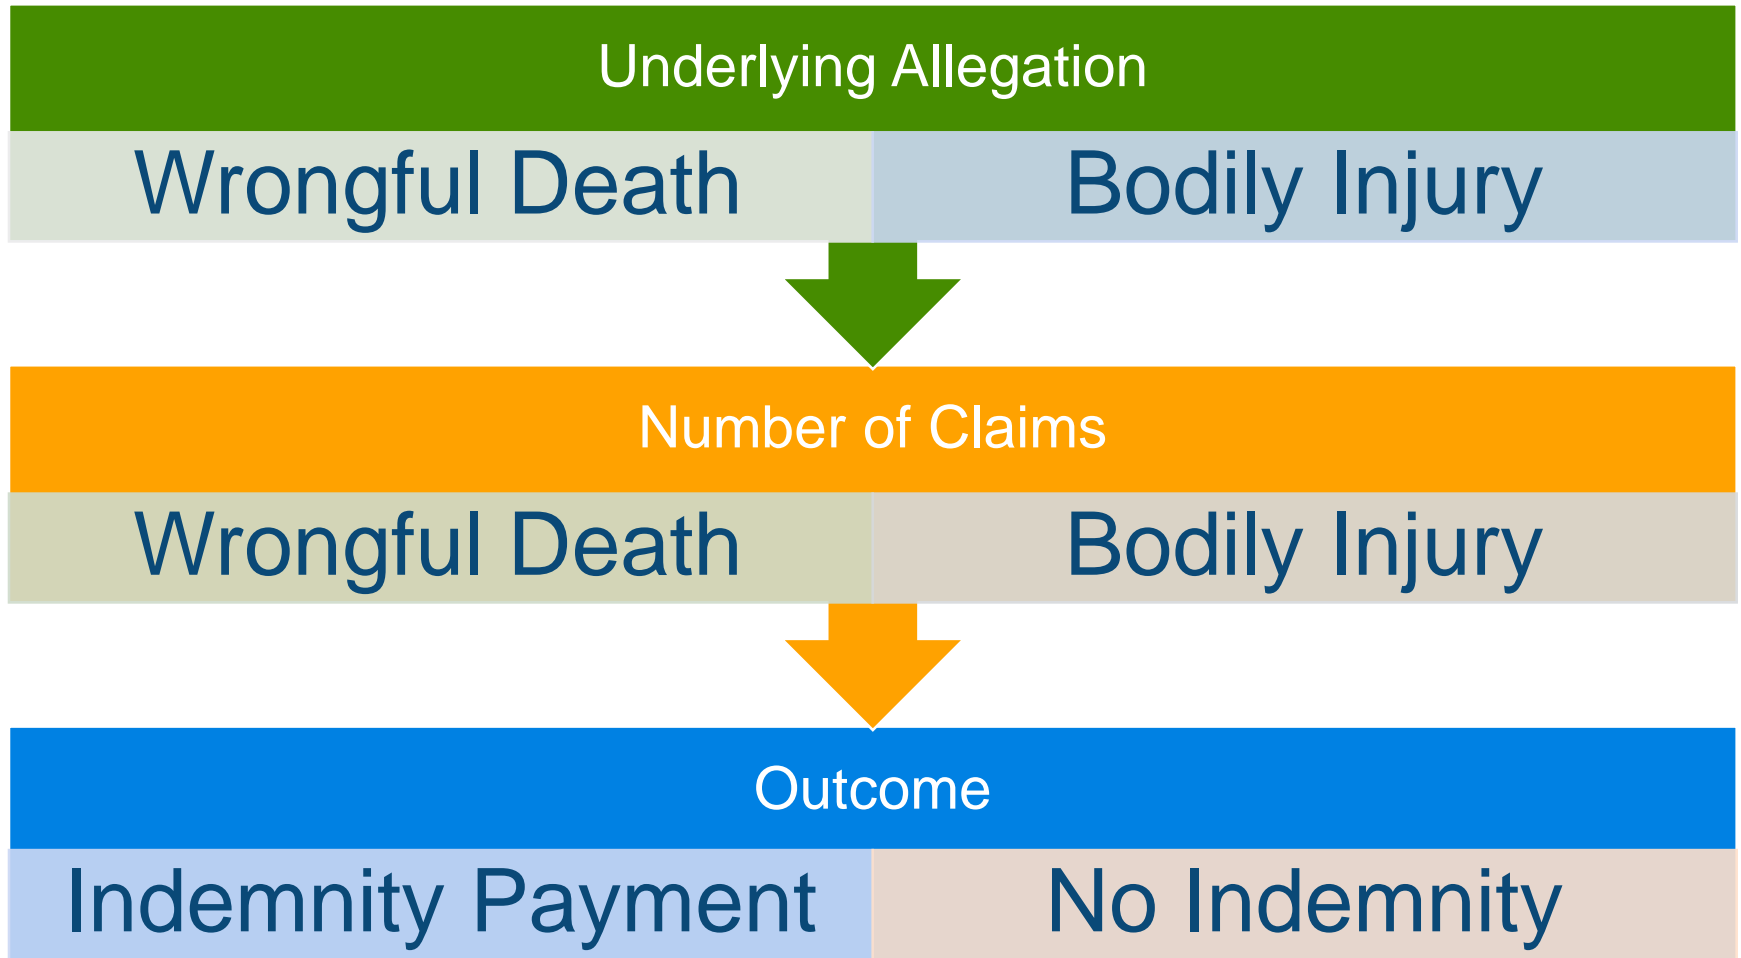 Underlying Allegation
Wrongful Death
Bodily Injury
Number of Claims
Wrongful Death
Bodily Injury
Outcome
Indemnity Payment
No Indemnity